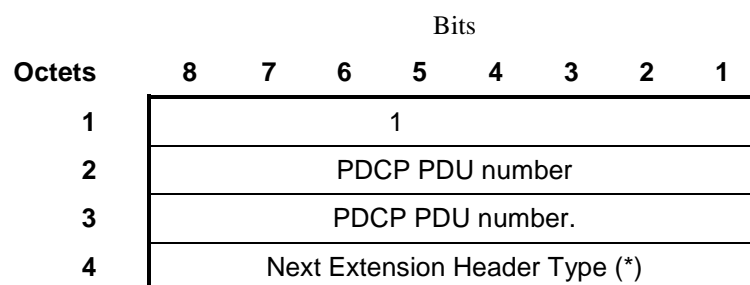 Bits
Octets 8 7 6 5 4 3 2 1
1 1
2 PDCP PDU number
3 PDCP PDU number.
4 Next Extension Header Type (*)